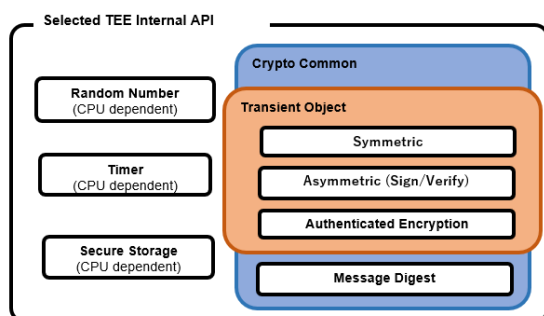 Selected TEE Internal API
Random Number
(CPU dependent)
Timer
(CPU dependent)
Secure Storage
(CPU dependent)
Crypto Common
Transient Object
Symmetric
Asymmetric (Sign/Verify)
Authenticated Encryption
Message Digest